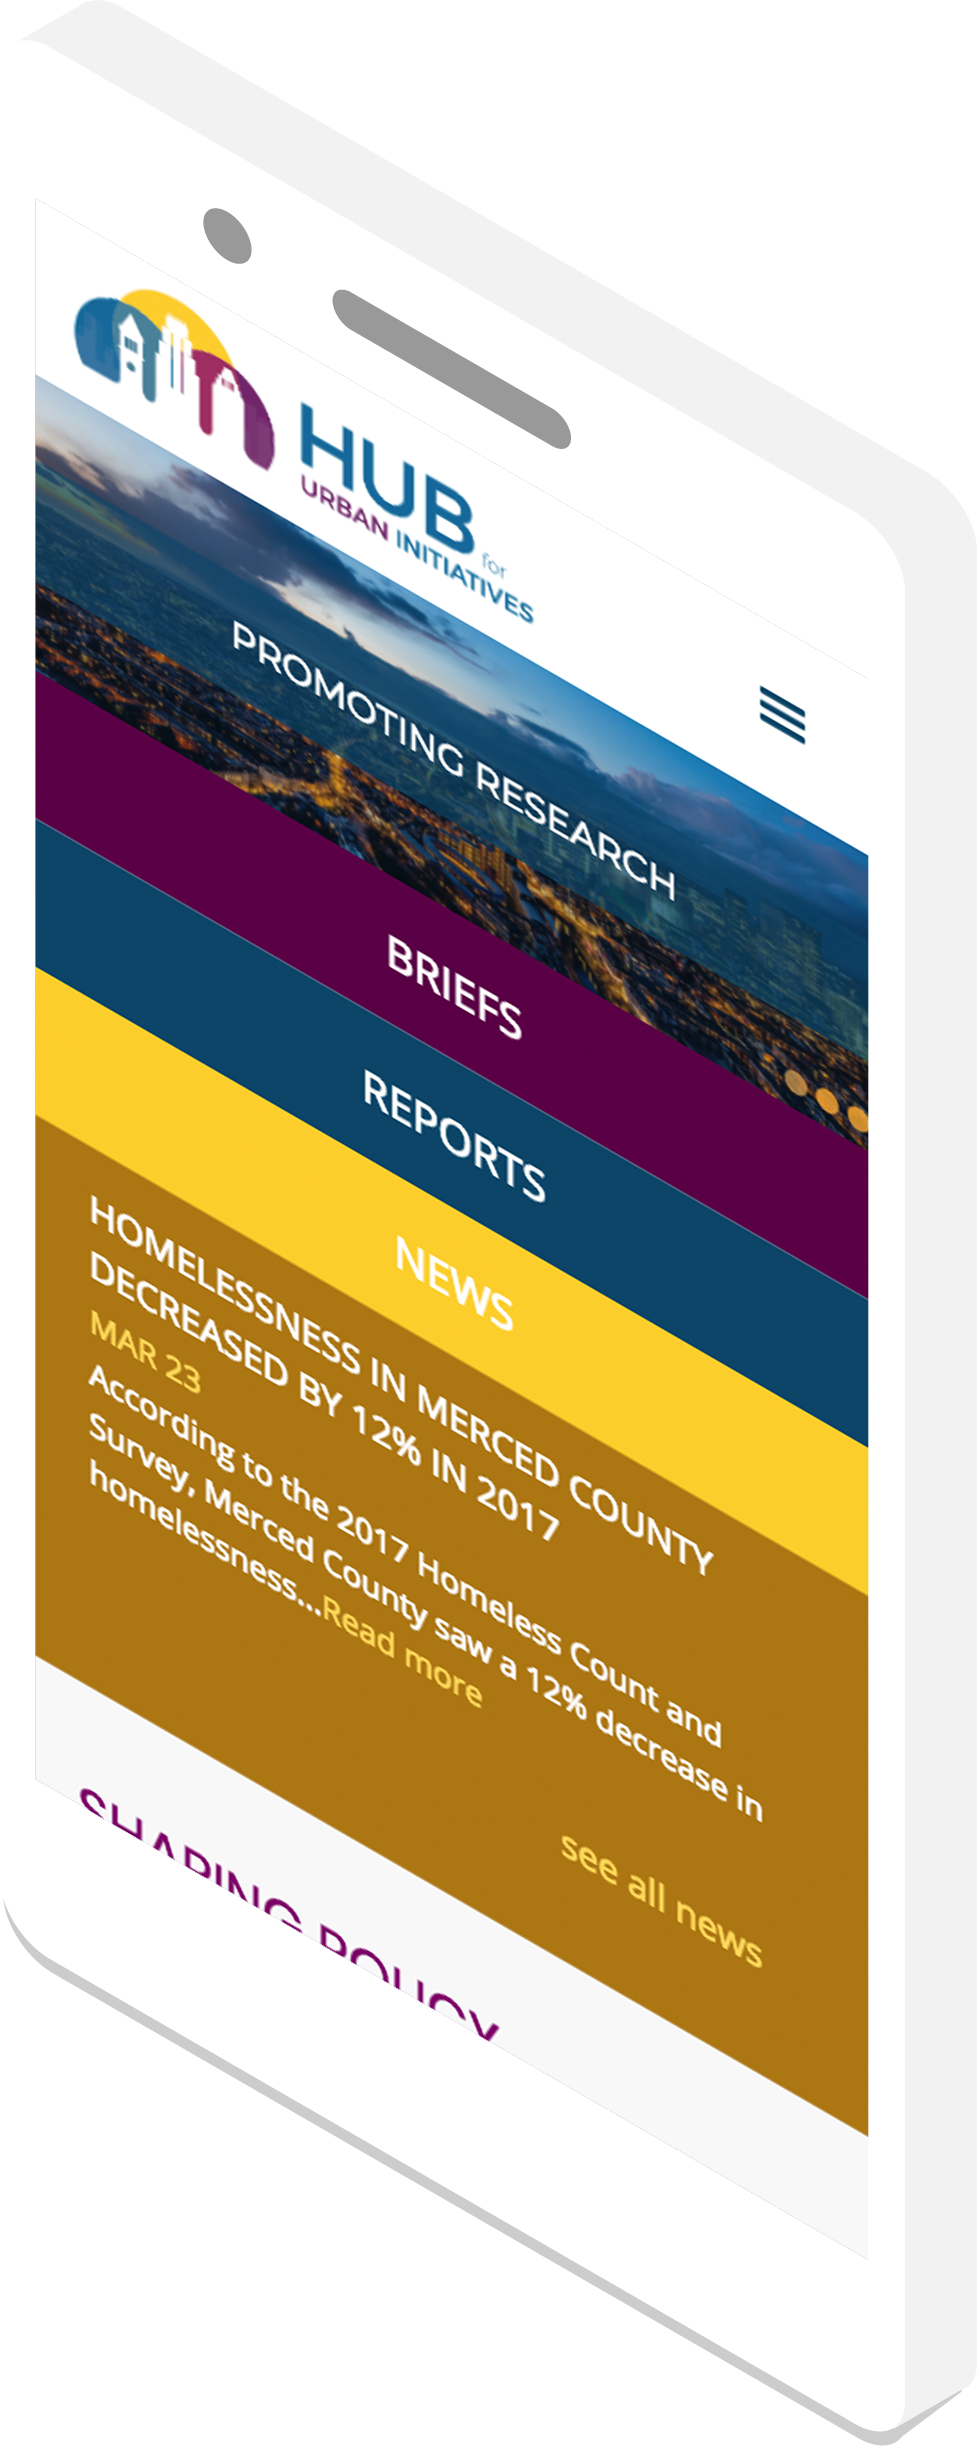 HUB for
URBAN INITIATIVES
PROMOTING RESEARCH
BRIEFS
REPORTS
NEWS
HOMELESSNESS IN MERCED COUNTY
DECREASED BY 12% IN 2017
MAR 23
According to the 2017 Homeless Count and
Survey, Merced County saw a 12% decrease in
homelessness...Read more
see all news
SHARING POLICY